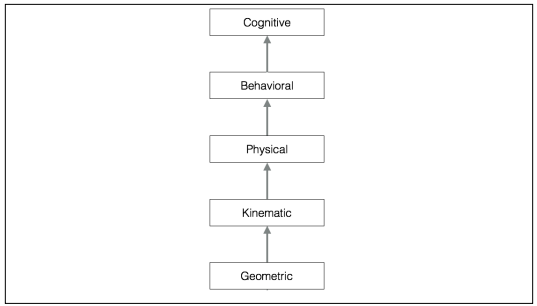 Cognitive
Behavioral
Physical
Kinematic
Geometric